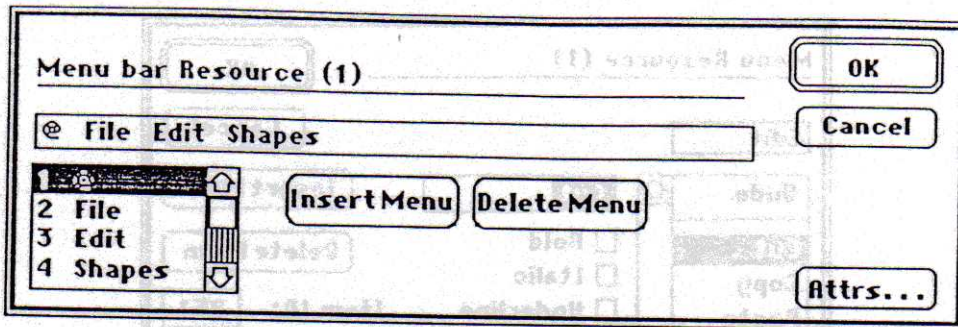 Menu bar Resource (1)
OK
@ File Edit Shapes
Cancel
1 @
2 File
3 Edit
4 Shapes
Insert Menu
Delete Menu
Attrs...